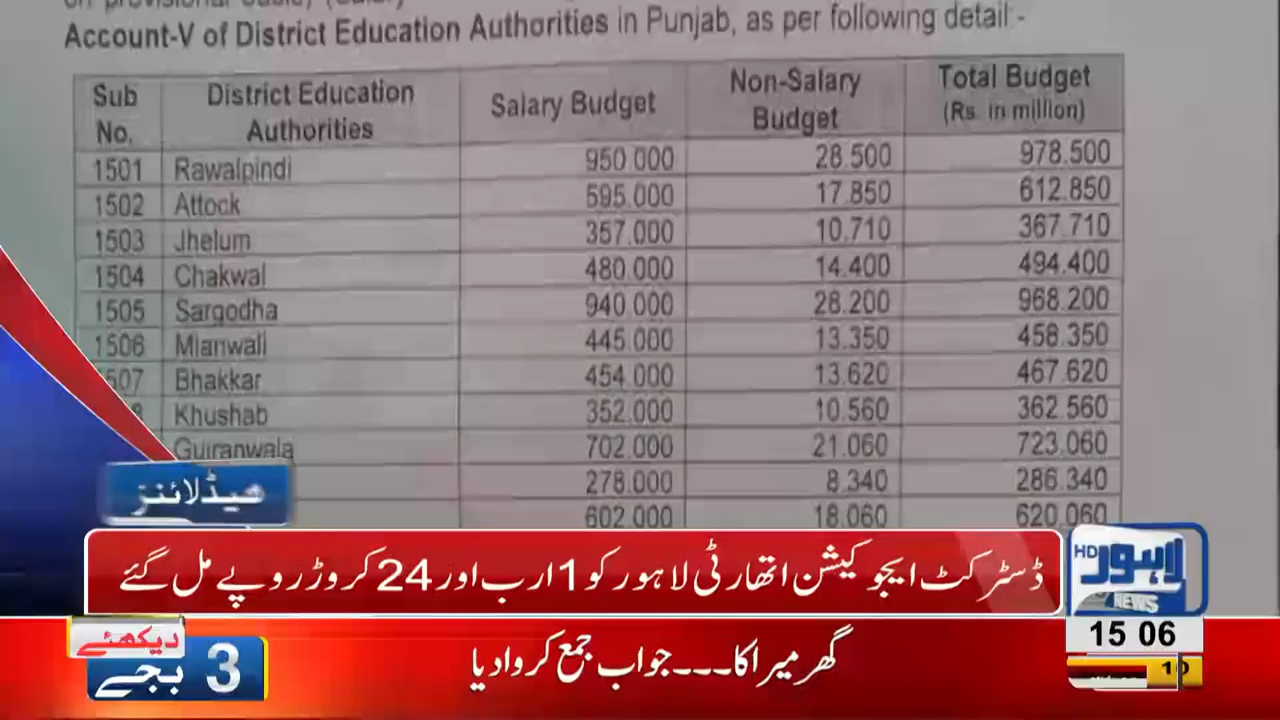 Account-V of District Education Authorities in Punjab, as per following detail:-
Sub No. District Education Authorities Salary Budget Non-Salary Budget Total Budget (Rs. in million)
1501 Rawalpindi 950.000 28.500 978.500
1502 Attock 595.000 17.850 612.850
1503 Jhelum 357.000 10.710 367.710
1504 Chakwal 480.000 14.400 494.400
1505 Sargodha 940.000 28.200 968.200
1506 Mianwali 445.000 13.350 458.350
507 Bhakkar 454.000 13.620 467.620
Khushab 352.000 10.560 362.560
Gujranwala 702.000 21.060 723.060
278.000 8.340 286.340
602.000 18.060 620.060
ہیڈلائنز
ڈسٹرکٹ ایجوکیشن اتھارٹی لاہور کو 1 ارب اور 24 کروڑ روپے مل گئے
HD لاہور
NEWS
15 06
دیکھئے
3 بجے
گھر میرا کا۔۔۔ جواب جمع کروا دیا